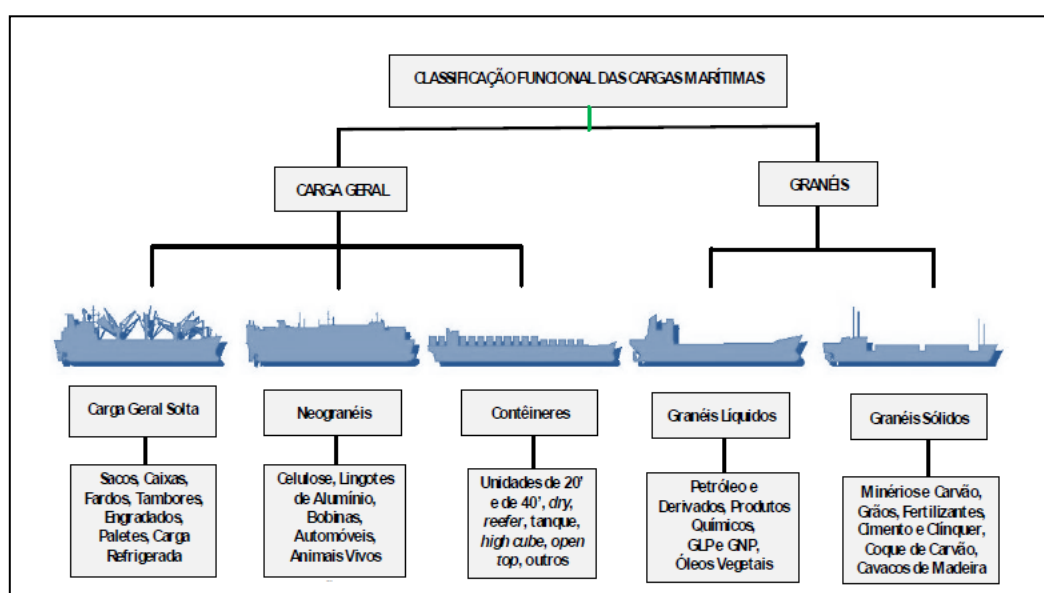 CLASSIFICAÇÃO FUNCIONAL DAS CARGAS MARÍTIMAS
CARGA GERAL
GRANÉIS
Carga Geral Solta
Neogranéis
Contêineres
Granéis Líquidos
Granéis Sólidos
Sacos, Caixas,
Fardos, Tambores,
Engradados,
Paletes, Carga
Refrigerada
Celulose, Lingotes
de Alumínio,
Bobinas,
Automóveis,
Animais Vivos
Unidades de 20'
e de 40', dry,
reefer, tanque,
high cube, open
top, outros
Petróleo e
Derivados, Produtos
Químicos,
GLP e GNP,
Óleos Vegetais
Minérios e Carvão,
Grãos, Fertilizantes,
Cimento e Clínquer,
Coque de Carvão,
Cavacos de Madeira